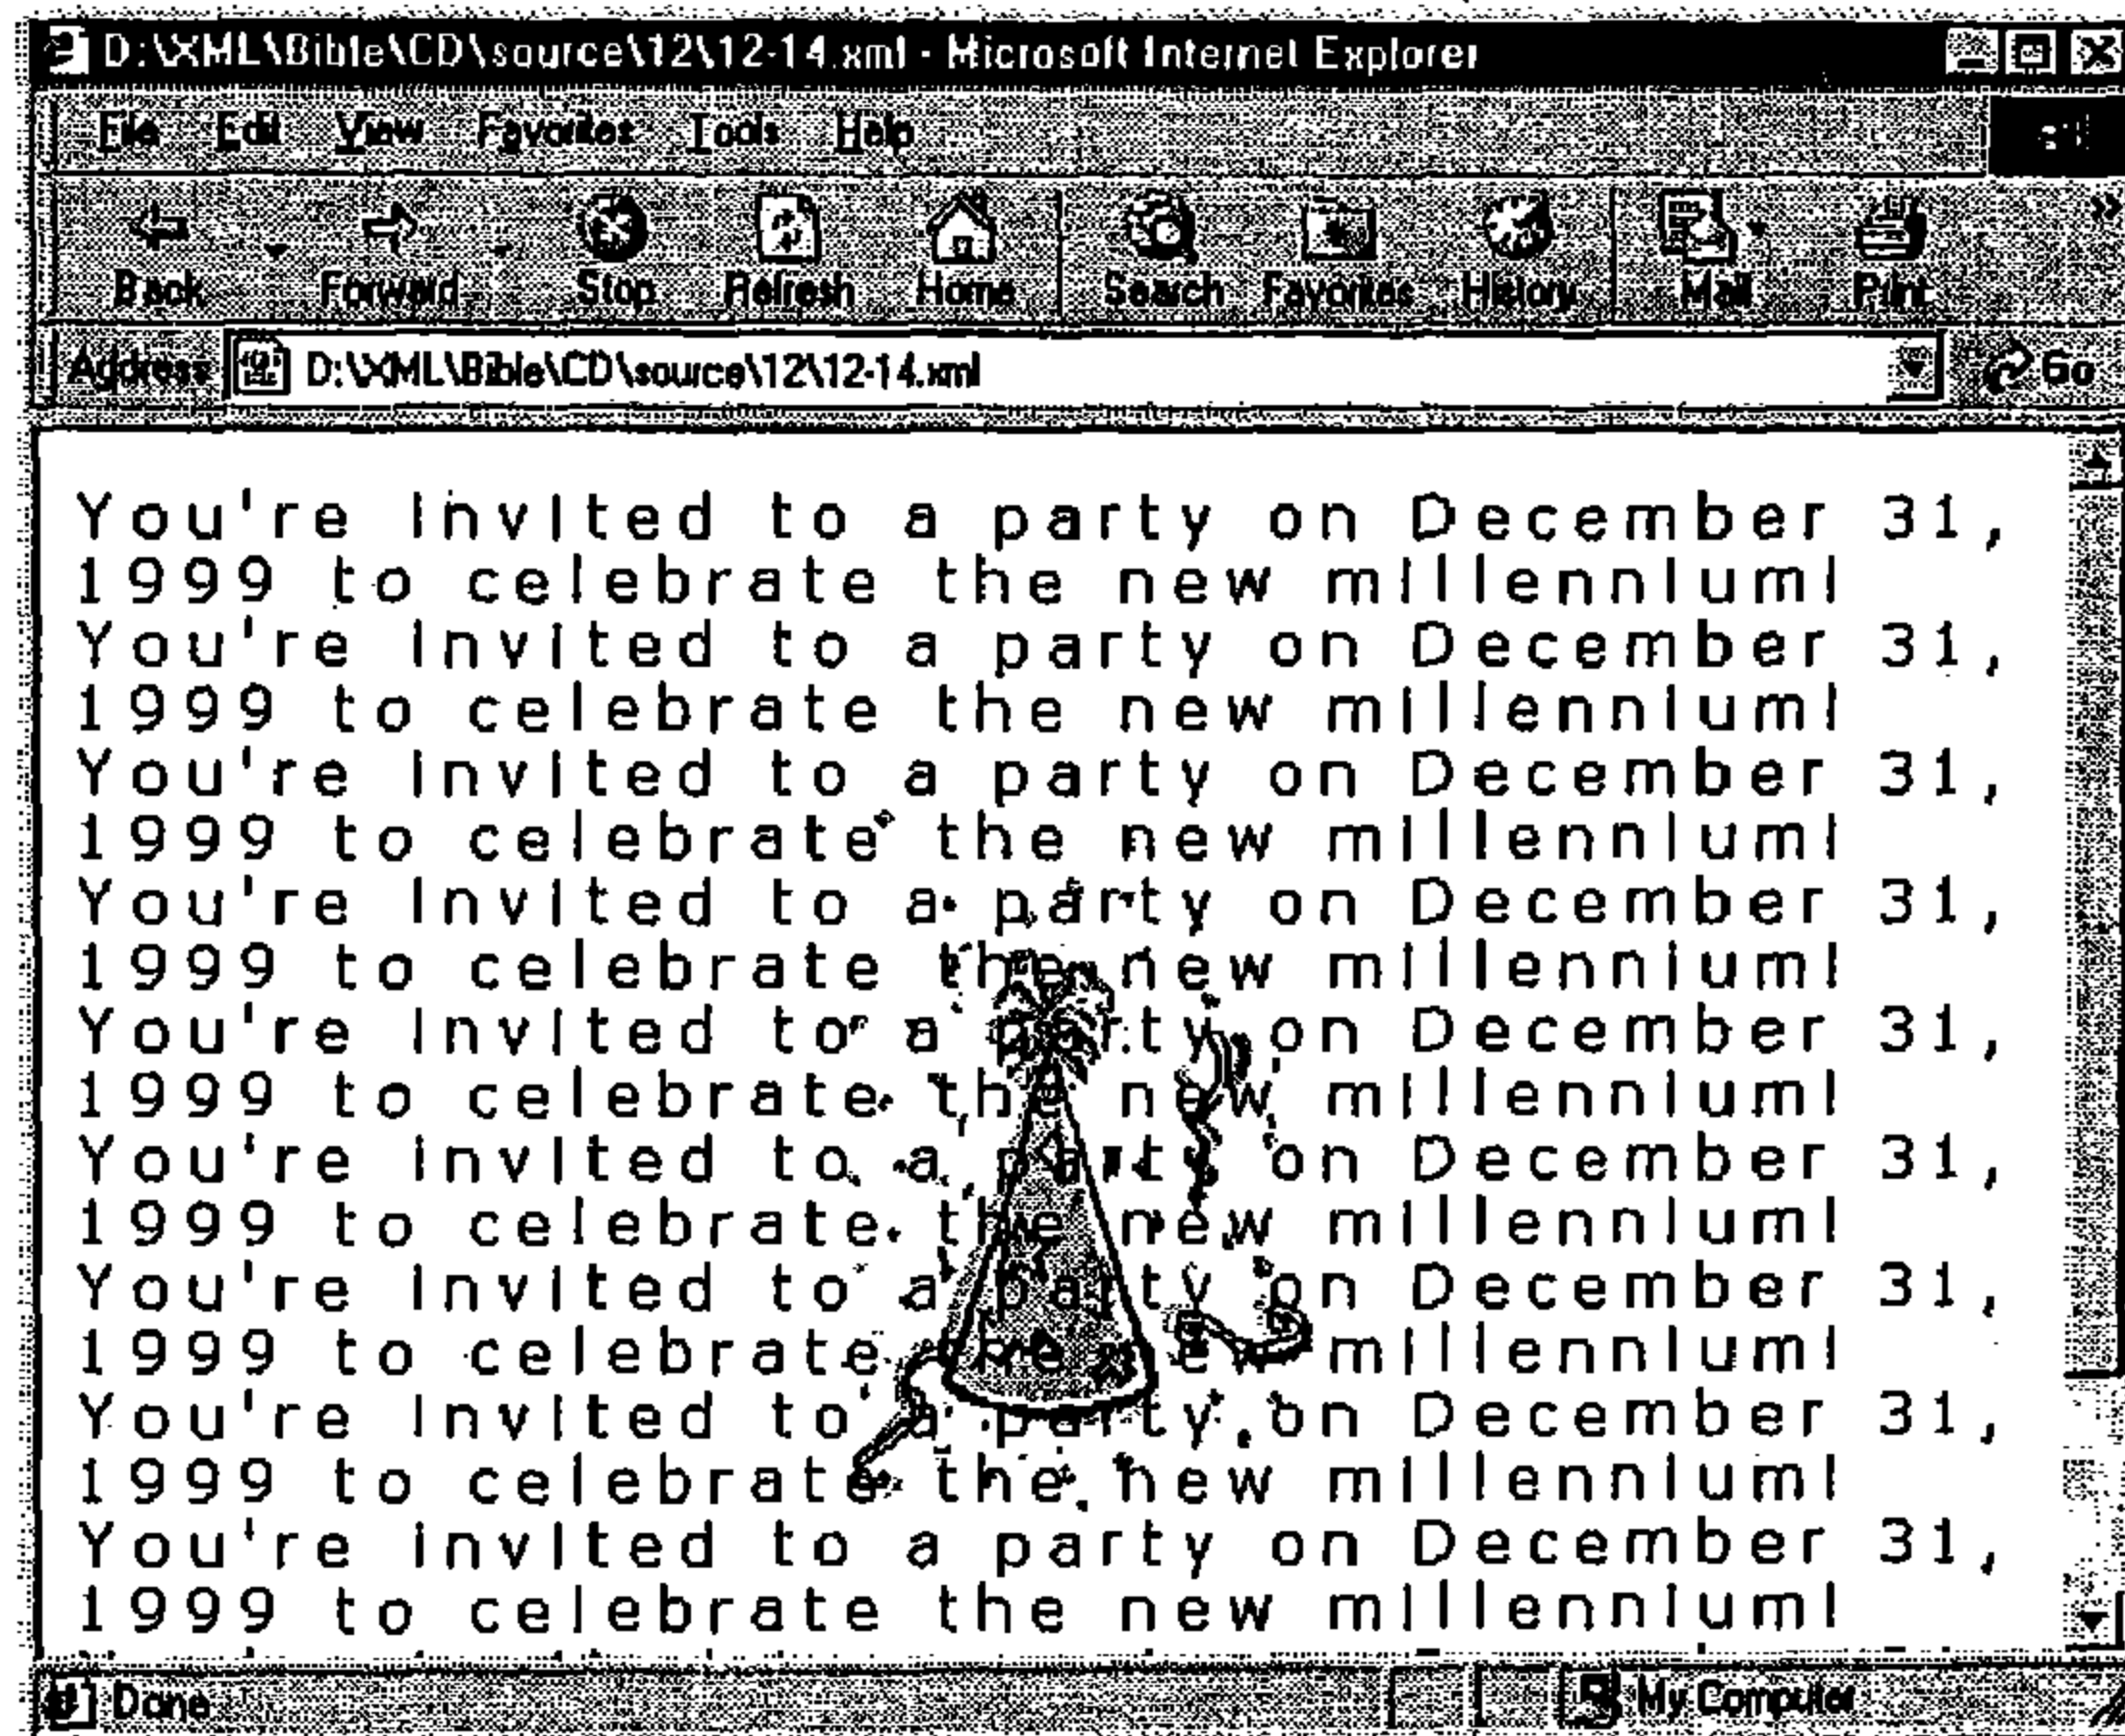 D:\XML\Bible\CD\source\12\12-14.xml - Microsoft Internet Explorer
File Edit View Favorites Tools Help
Back Forward Stop Refresh Home Search Favorites History Mail Print »
Address D:\XML\Bible\CD\source\12\12-14.xml Go
You're invited to a party on December 31,
1999 to celebrate the new millennium!
You're invited to a party on December 31,
1999 to celebrate the new millennium!
You're invited to a party on December 31,
1999 to celebrate the new millennium!
You're invited to a party on December 31,
1999 to celebrate the new millennium!
You're invited to a party on December 31,
1999 to celebrate the new millennium!
You're invited to a party on December 31,
1999 to celebrate the new millennium!
You're invited to a party on December 31,
1999 to celebrate the new millennium!
You're invited to a party on December 31,
1999 to celebrate the new millennium!
You're invited to a party on December 31,
1999 to celebrate the new millennium!
Done My Computer